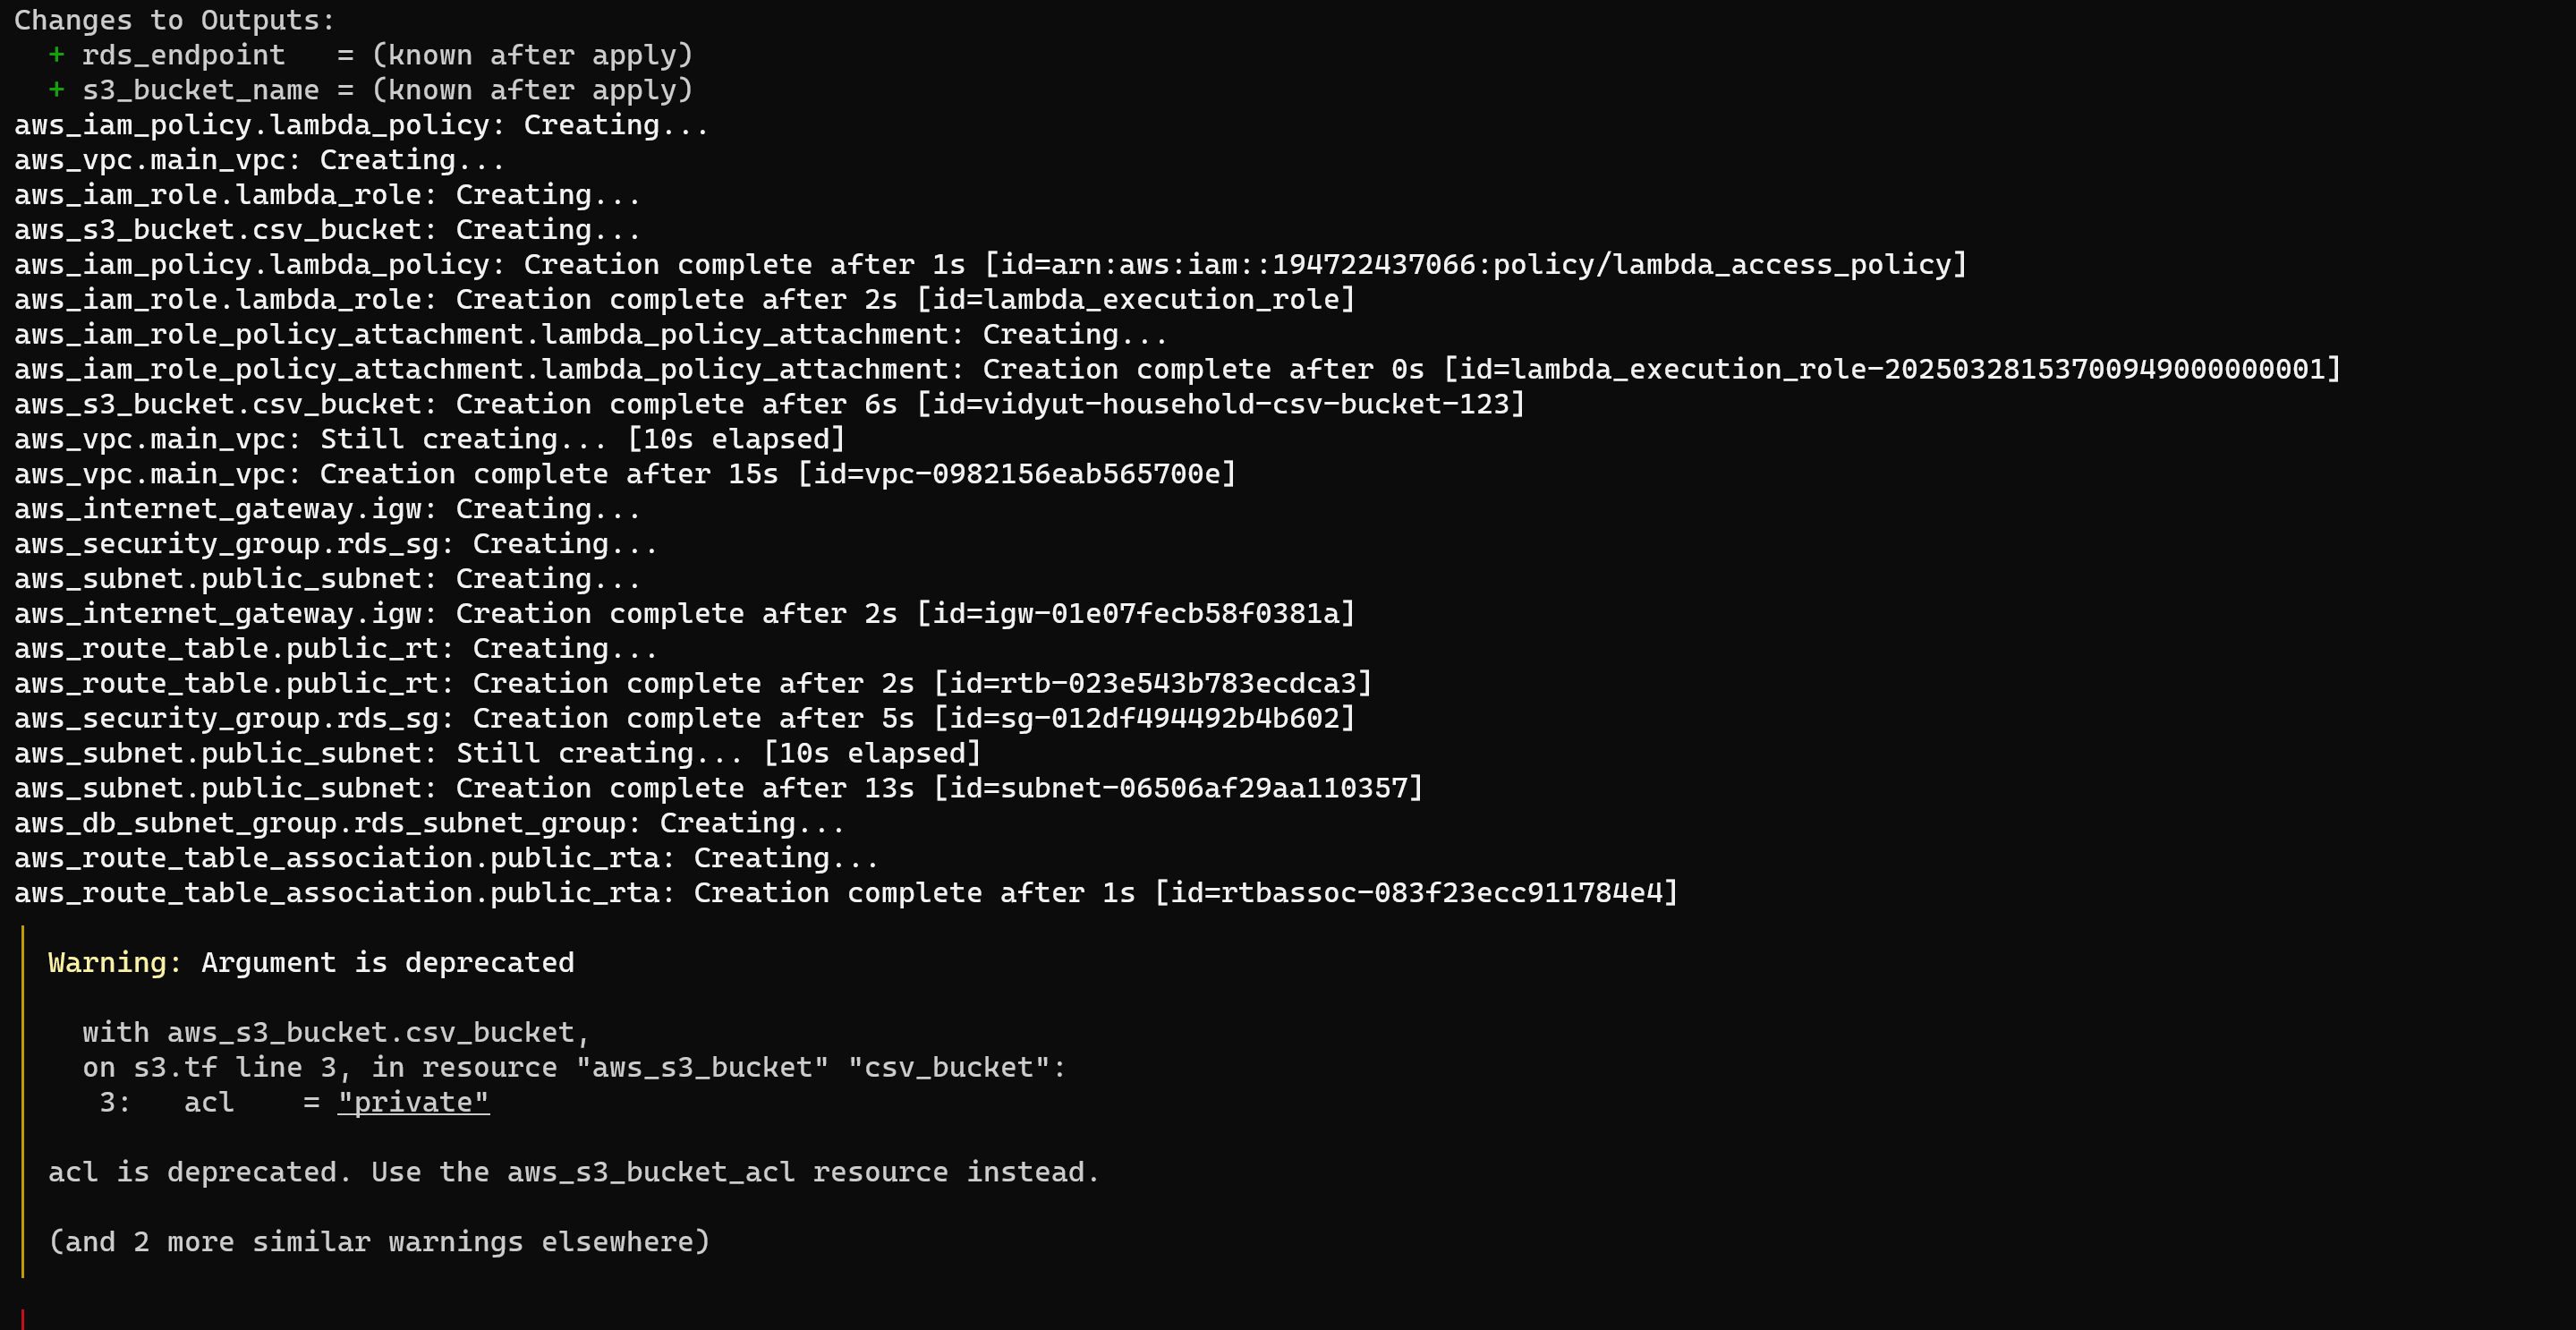 Changes to Outputs:
  + rds_endpoint   = (known after apply)
  + s3_bucket_name = (known after apply)
aws_iam_policy.lambda_policy: Creating...
aws_vpc.main_vpc: Creating...
aws_iam_role.lambda_role: Creating...
aws_s3_bucket.csv_bucket: Creating...
aws_iam_policy.lambda_policy: Creation complete after 1s [id=arn:aws:iam::194722437066:policy/lambda_access_policy]
aws_iam_role.lambda_role: Creation complete after 2s [id=lambda_execution_role]
aws_iam_role_policy_attachment.lambda_policy_attachment: Creating...
aws_iam_role_policy_attachment.lambda_policy_attachment: Creation complete after 0s [id=lambda_execution_role-20250328153700949000000001]
aws_s3_bucket.csv_bucket: Creation complete after 6s [id=vidyut-household-csv-bucket-123]
aws_vpc.main_vpc: Still creating... [10s elapsed]
aws_vpc.main_vpc: Creation complete after 15s [id=vpc-0982156eab565700e]
aws_internet_gateway.igw: Creating...
aws_security_group.rds_sg: Creating...
aws_subnet.public_subnet: Creating...
aws_internet_gateway.igw: Creation complete after 2s [id=igw-01e07fecb58f0381a]
aws_route_table.public_rt: Creating...
aws_route_table.public_rt: Creation complete after 2s [id=rtb-023e543b783ecdca3]
aws_security_group.rds_sg: Creation complete after 5s [id=sg-012df494492b4b602]
aws_subnet.public_subnet: Still creating... [10s elapsed]
aws_subnet.public_subnet: Creation complete after 13s [id=subnet-06506af29aa110357]
aws_db_subnet_group.rds_subnet_group: Creating...
aws_route_table_association.public_rta: Creating...
aws_route_table_association.public_rta: Creation complete after 1s [id=rtbassoc-083f23ecc911784e4]
Warning: Argument is deprecated
  with aws_s3_bucket.csv_bucket,
  on s3.tf line 3, in resource "aws_s3_bucket" "csv_bucket":
   3:   acl    = "private"
acl is deprecated. Use the aws_s3_bucket_acl resource instead.
(and 2 more similar warnings elsewhere)